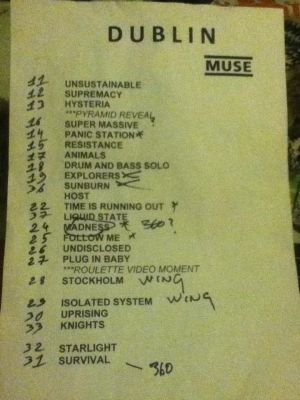 DUBLIN
MUSE
11 UNSUSTAINABLE
12 SUPREMACY
13 HYSTERIA
***PYRAMID REVEAL
16 SUPER MASSIVE
14 PANIC STATION*
15 RESISTANCE
17 ANIMALS
18 DRUM AND BASS SOLO
19 EXPLORERS
SUNBURN
HOST
22 TIME IS RUNNING OUT
37 LIQUID STATE
24 MADNESS * 360?
25 FOLLOW ME
26 UNDISCLOSED
27 PLUG IN BABY
***ROULETTE VIDEO MOMENT
28 STOCKHOLM WING
29 ISOLATED SYSTEM WING
30 UPRISING
33 KNIGHTS
32 STARLIGHT
31 SURVIVAL - 360